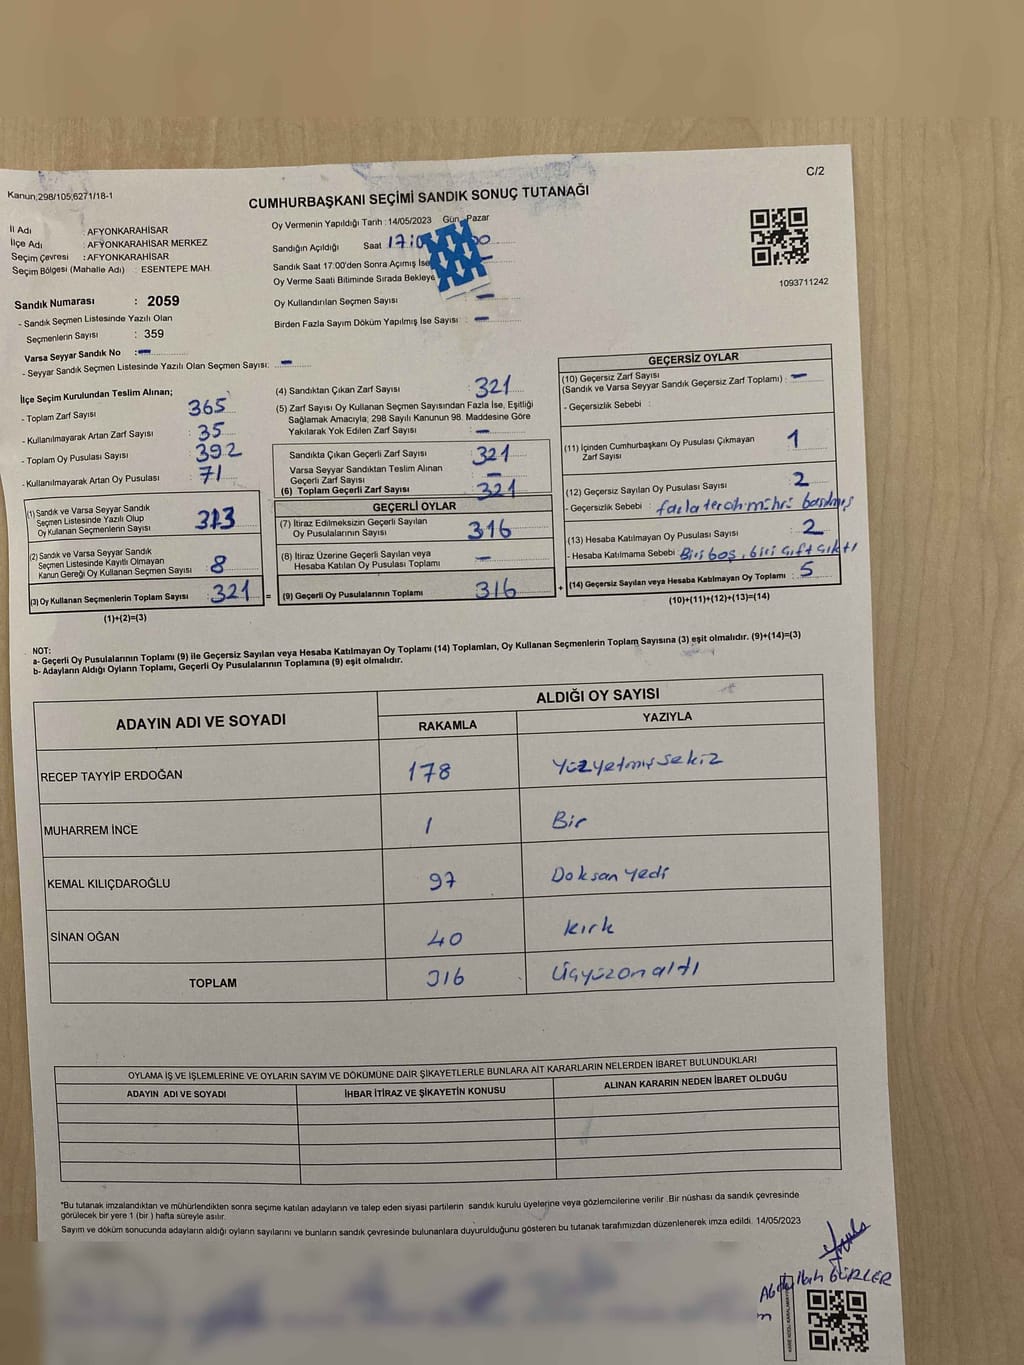 C/2
Kanun;298/105;6271/18-1
CUMHURBAŞKANI SEÇİMİ SANDIK SONUÇ TUTANAĞI
İl Adı : AFYONKARAHİSAR
İlçe Adı : AFYONKARAHİSAR MERKEZ
Seçim Çevresi : AFYONKARAHİSAR
Seçim Bölgesi (Mahalle Adı) : ESENTEPE MAH.
Oy Vermenin Yapıldığı Tarih : 14/05/2023 Gün Pazar
Sandığın Açıldığı Saat 17:0
Sandık Saat 17:00'den Sonra Açımış İse
Oy Verme Saati Bitiminde Sırada Bekleye
Oy Kullandırılan Seçmen Sayısı -
Birden Fazla Sayım Döküm Yapılmış İse Sayısı : -
1093711242
Sandık Numarası : 2059
- Sandık Seçmen Listesinde Yazılı Olan
Seçmenlerin Sayısı : 359
Varsa Seyyar Sandık No : -
- Seyyar Sandık Seçmen Listesinde Yazılı Olan Seçmen Sayısı: -
İlçe Seçim Kurulundan Teslim Alınan;
- Toplam Zarf Sayısı : 365
- Kullanılmayarak Artan Zarf Sayısı : 35
- Toplam Oy Pusulası Sayısı : 392
- Kullanılmayarak Artan Oy Pusulası : 71
(1) Sandık ve Varsa Seyyar Sandık
Seçmen Listesinde Yazılı Olup
Oy Kullanan Seçmenlerin Sayısı : 313
(2) Sandık ve Varsa Seyyar Sandık
Seçmen Listesinde Kayıtlı Olmayan
Kanun Gereği Oy Kullanan Seçmen Sayısı : 8
(3) Oy Kullanan Seçmenlerin Toplam Sayısı : 321 =
(1)+(2)=(3)
(4) Sandıktan Çıkan Zarf Sayısı : 321
(5) Zarf Sayısı Oy Kullanan Seçmen Sayısından Fazla İse, Eşitliği
Sağlamak Amacıyla; 298 Sayılı Kanunun 98. Maddesine Göre
Yakılarak Yok Edilen Zarf Sayısı : -
Sandıkta Çıkan Geçerli Zarf Sayısı : 321
Varsa Seyyar Sandıktan Teslim Alınan
Geçerli Zarf Sayısı : -
(6) Toplam Geçerli Zarf Sayısı : 321
GEÇERLİ OYLAR
(7) İtiraz Edilmeksizin Geçerli Sayılan
Oy Pusulalarının Sayısı : 316
(8) İtiraz Üzerine Geçerli Sayılan veya
Hesaba Katılan Oy Pusulası Toplamı : -
(9) Geçerli Oy Pusulalarının Toplamı : 316 +
GEÇERSİZ OYLAR
(10) Geçersiz Zarf Sayısı
(Sandık ve Varsa Seyyar Sandık Geçersiz Zarf Toplamı) : -
- Geçersizlik Sebebi :
(11) İçinden Cumhurbaşkanı Oy Pusulası Çıkmayan
Zarf Sayısı : 1
(12) Geçersiz Sayılan Oy Pusulası Sayısı : 2
- Geçersizlik Sebebi : fazla tercih mührü basılmış
(13) Hesaba Katılmayan Oy Pusulası Sayısı : 2
- Hesaba Katılmama Sebebi : Biri boş, biri çift çıktı
(14) Geçersiz Sayılan veya Hesaba Katılmayan Oy Toplamı : 5
(10)+(11)+(12)+(13)=(14)
NOT:
a- Geçerli Oy Pusulalarının Toplamı (9) ile Geçersiz Sayılan veya Hesaba Katılmayan Oy Toplamı (14) Toplamları, Oy Kullanan Seçmenlerin Toplam Sayısına (3) eşit olmalıdır. (9)+(14)=(3)
b- Adayların Aldığı Oyların Toplamı, Geçerli Oy Pusulalarının Toplamına (9) eşit olmalıdır.
ADAYIN ADI VE SOYADI
ALDIĞI OY SAYISI
RAKAMLA YAZIYLA
RECEP TAYYİP ERDOĞAN 178 Yüzyetmişsekiz
MUHARREM İNCE 1 Bir
KEMAL KILIÇDAROĞLU 97 Doksan yedi
SİNAN OĞAN 40 kırk
TOPLAM 316 Üçyüzonaltı
OYLAMA İŞ VE İŞLEMLERİNE VE OYLARIN SAYIM VE DÖKÜMÜNE DAİR ŞİKAYETLERLE BUNLARA AİT KARARLARIN NELERDEN İBARET BULUNDUKLARI
ADAYIN ADI VE SOYADI İHBAR İTİRAZ VE ŞİKAYETİN KONUSU ALINAN KARARIN NEDEN İBARET OLDUĞU
*Bu tutanak imzalandıktan ve mühürlendikten sonra seçime katılan adayların ve talep eden siyasi partilerin sandık kurulu üyelerine veya gözlemcilerine verilir .Bir nüshası da sandık çevresinde
görülecek bir yere 1 (bir ) hafta süreyle asılır.
Sayım ve döküm sonucunda adayların aldığı oyların sayılarını ve bunların sandık çevresinde bulunanlara duyurulduğunu gösteren bu tutanak tarafımızdan düzenlenerek imza edildi. 14/05/2023
GÜRLER